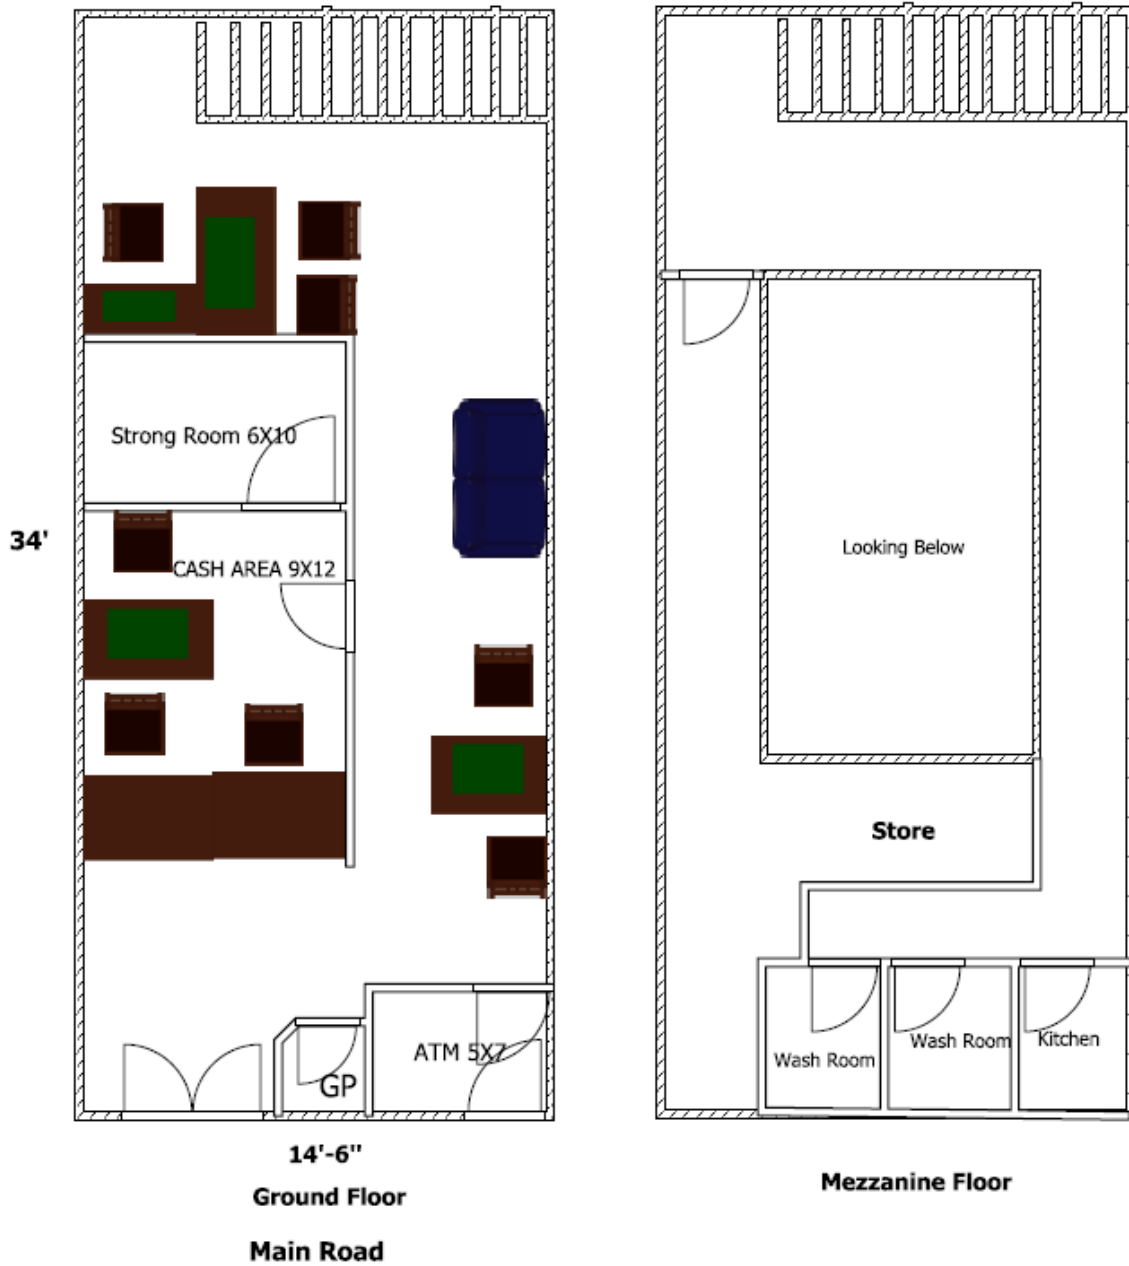 Strong Room 6X10
34'
CASH AREA 9X12
ATM 5X7
GP
14'-6"
Ground Floor
Main Road
Looking Below
Store
Wash Room
Wash Room
Kitchen
Mezzanine Floor